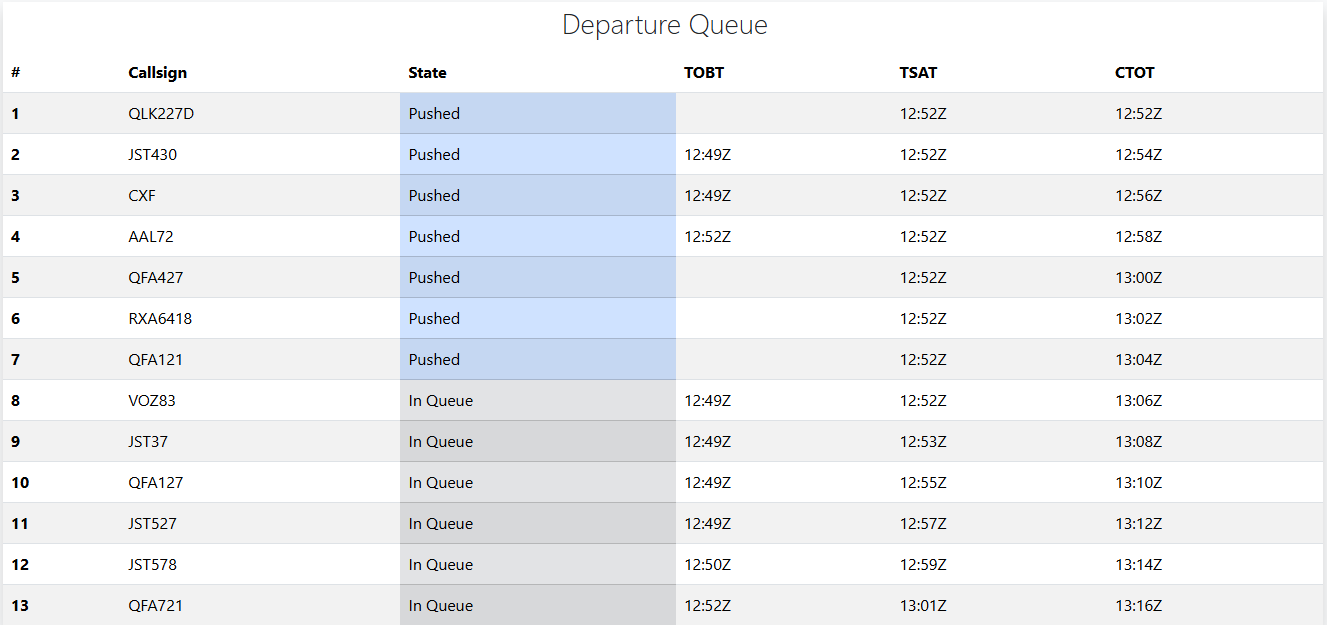 Departure Queue
# Callsign State TOBT TSAT CTOT
1 QLK227D Pushed 12:52Z 12:52Z
2 JST430 Pushed 12:49Z 12:52Z 12:54Z
3 CXF Pushed 12:49Z 12:52Z 12:56Z
4 AAL72 Pushed 12:52Z 12:52Z 12:58Z
5 QFA427 Pushed 12:52Z 13:00Z
6 RXA6418 Pushed 12:52Z 13:02Z
7 QFA121 Pushed 12:52Z 13:04Z
8 VOZ83 In Queue 12:49Z 12:52Z 13:06Z
9 JST37 In Queue 12:49Z 12:53Z 13:08Z
10 QFA127 In Queue 12:49Z 12:55Z 13:10Z
11 JST527 In Queue 12:49Z 12:57Z 13:12Z
12 JST578 In Queue 12:50Z 12:59Z 13:14Z
13 QFA721 In Queue 12:52Z 13:01Z 13:16Z